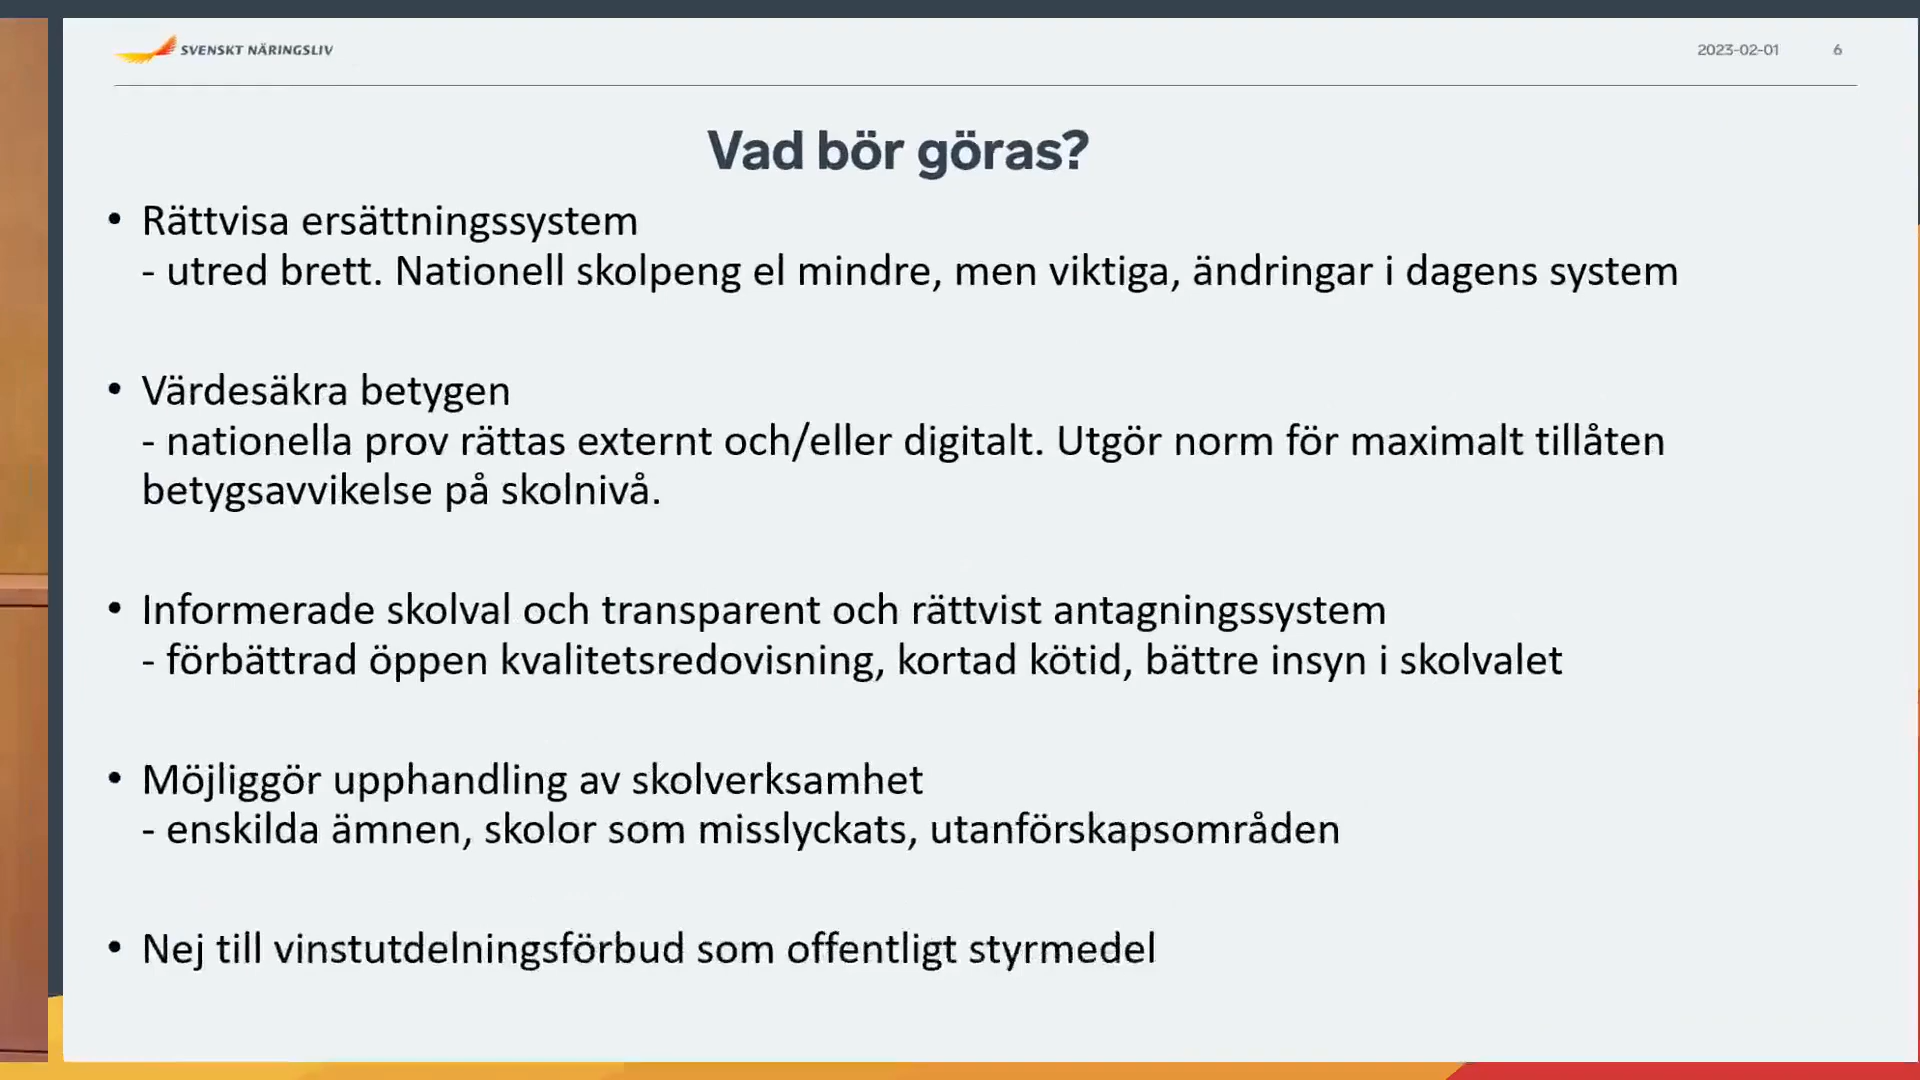 SVENSKT NÄRINGSLIV
2023-02-01
6
Vad bör göras?
• Rättvisa ersättningssystem
- utred brett. Nationell skolpeng el mindre, men viktiga, ändringar i dagens system
• Värdesäkra betygen
- nationella prov rättas externt och/eller digitalt. Utgör norm för maximalt tillåten
betygsavvikelse på skolnivå.
• Informerade skolval och transparent och rättvist antagningssystem
- förbättrad öppen kvalitetsredovisning, kortad kötid, bättre insyn i skolvalet
• Möjliggör upphandling av skolverksamhet
- enskilda ämnen, skolor som misslyckats, utanförskapsområden
• Nej till vinstutdelningsförbud som offentligt styrmedel